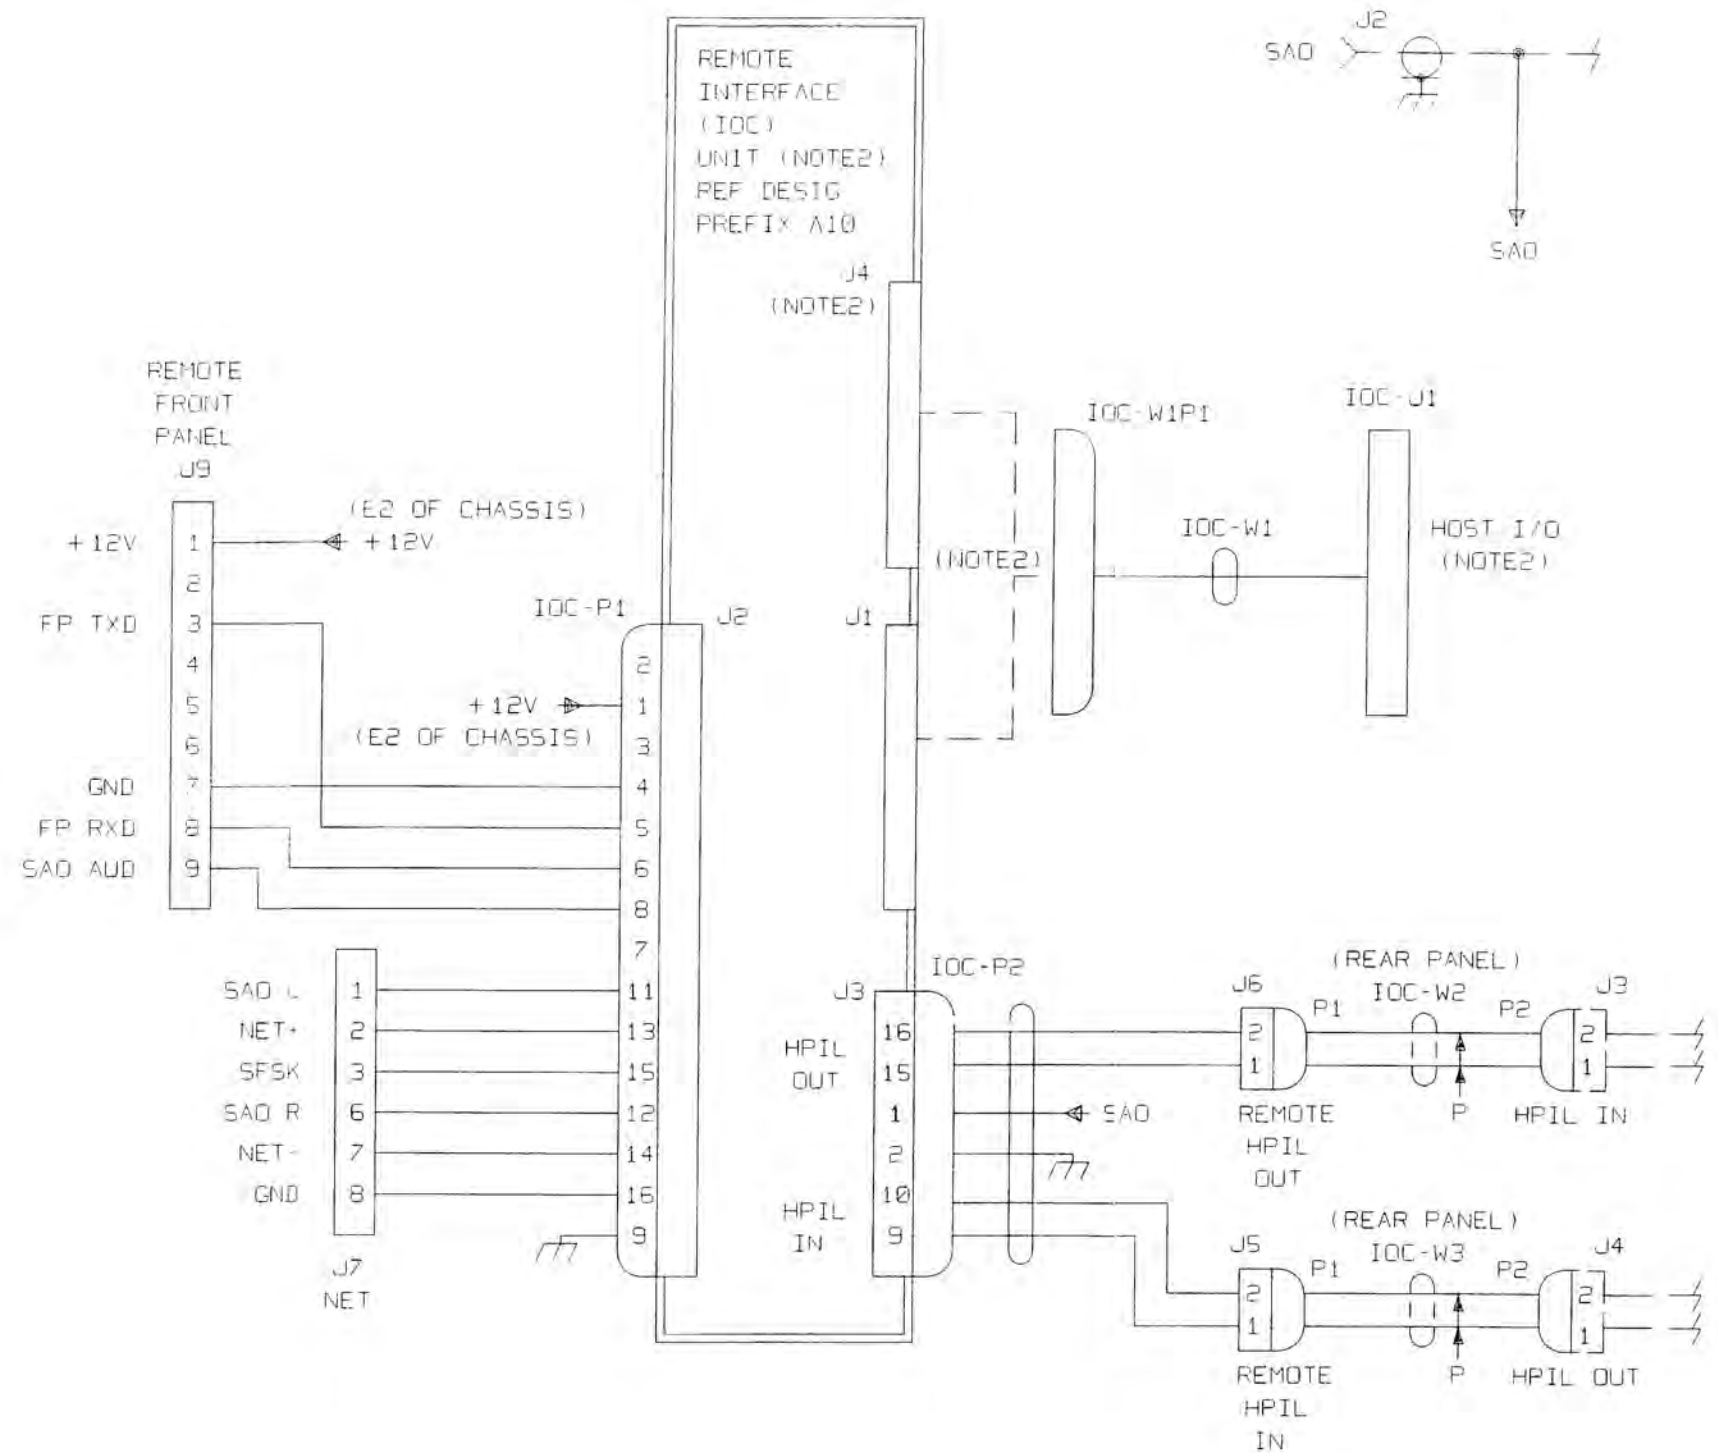 REMOTE
INTERFACE
(IOC)
UNIT (NOTE2)
REF DESIG
PREFIX A10
J2
SAO
SAO
J4
(NOTE2)
REMOTE
FRONT
PANEL
J9
+12V
1
(E2 OF CHASSIS)
+12V
2
FP TXD
3
4
5
6
GND
7
FP RXD
8
SAO AUD
9
IOC-P1
J2
2
+12V
1
(E2 OF CHASSIS)
3
4
5
6
8
7
11
13
15
12
14
16
9
SAO L
1
NET+
2
SFSK
3
SAO R
6
NET-
7
GND
8
J7
NET
J1
(NOTE2)
IOC-W1P1
IOC-W1
IOC-J1
HOST I/O
(NOTE2)
IOC-P2
J3
HPIL
OUT
16
15
1
SAO
2
10
HPIL
IN
9
(REAR PANEL)
J6
P1
IOC-W2
P2
J3
2
1
2
1
REMOTE
HPIL
OUT
P
HPIL IN
(REAR PANEL)
J5
P1
IOC-W3
P2
J4
2
1
2
1
REMOTE
HPIL
IN
P
HPIL OUT